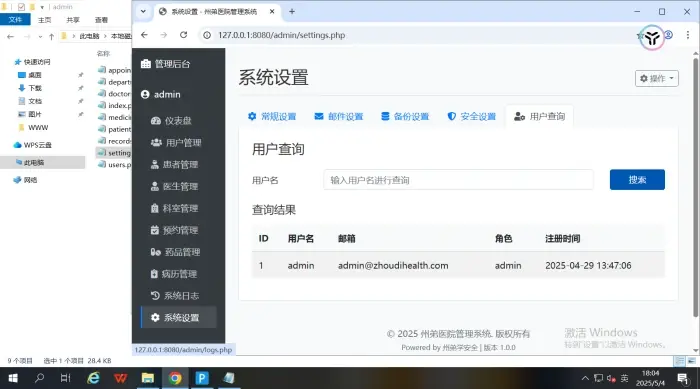 admin
文件
主页
共享
查看
此电脑
本地磁盘
名称
快速访问
桌面
下载
文档
图片
WWW
WPS云盘
此电脑
网络
appoin
depart
doctor
index.p
medicin
patient
record
setting
users.p
9 个项目
选中 1 个项目 28.4 KB
系统设置 - 州弟医院管理系统
127.0.0.1:8080/admin/settings.php
管理后台
admin
仪表盘
用户管理
患者管理
医生管理
科室管理
预约管理
药品管理
病历管理
系统日志
系统设置
127.0.0.1:8080/admin/logs.php
系统设置
操作
常规设置
邮件设置
备份设置
安全设置
用户查询
用户查询
用户名
输入用户名进行查询
搜索
查询结果
ID 用户名 邮箱 角色 注册时间
1 admin admin@zhoudihealth.com admin 2025-04-29 13:47:06
© 2025 州弟医院管理系统. 版权所有
Powered by 州弟学安全 | 版本 1.0.0
激活 Windows
转到"设置"以激活 Windows。
英
18:04
2025/5/4